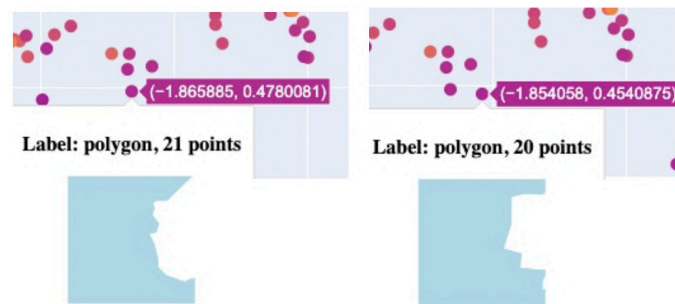 (−1.865885, 0.4780081)
Label: polygon, 21 points
(−1.854058, 0.4540875)
Label: polygon, 20 points